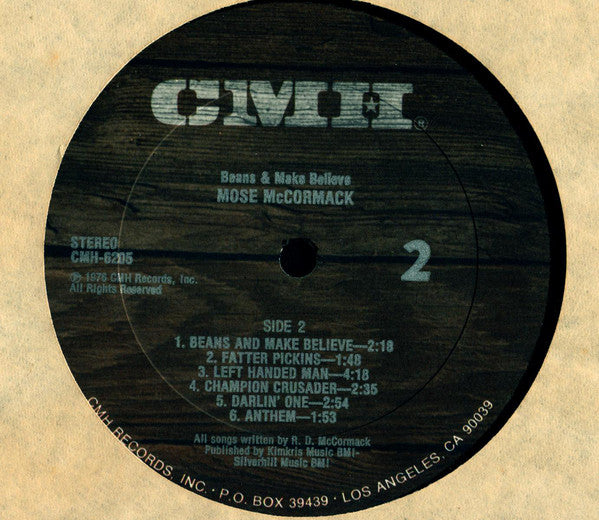 CMH®
Beans & Make Believe
MOSE McCORMACK
STEREO
CMH-6205
℗ 1976 CMH Records, Inc.
All Rights Reserved
2
SIDE 2
1. BEANS AND MAKE BELIEVE—2:18
2. FATTER PICKINS—1:48
3. LEFT HANDED MAN—4:18
4. CHAMPION CRUSADER—2:35
5. DARLIN' ONE—2:54
6. ANTHEM—1:53
All songs written by R. D. McCormack
Published by Kimkris Music BMI-
Silverhill Music BMI
CMH RECORDS, INC. · P.O. BOX 39439 · LOS ANGELES, CA 90039